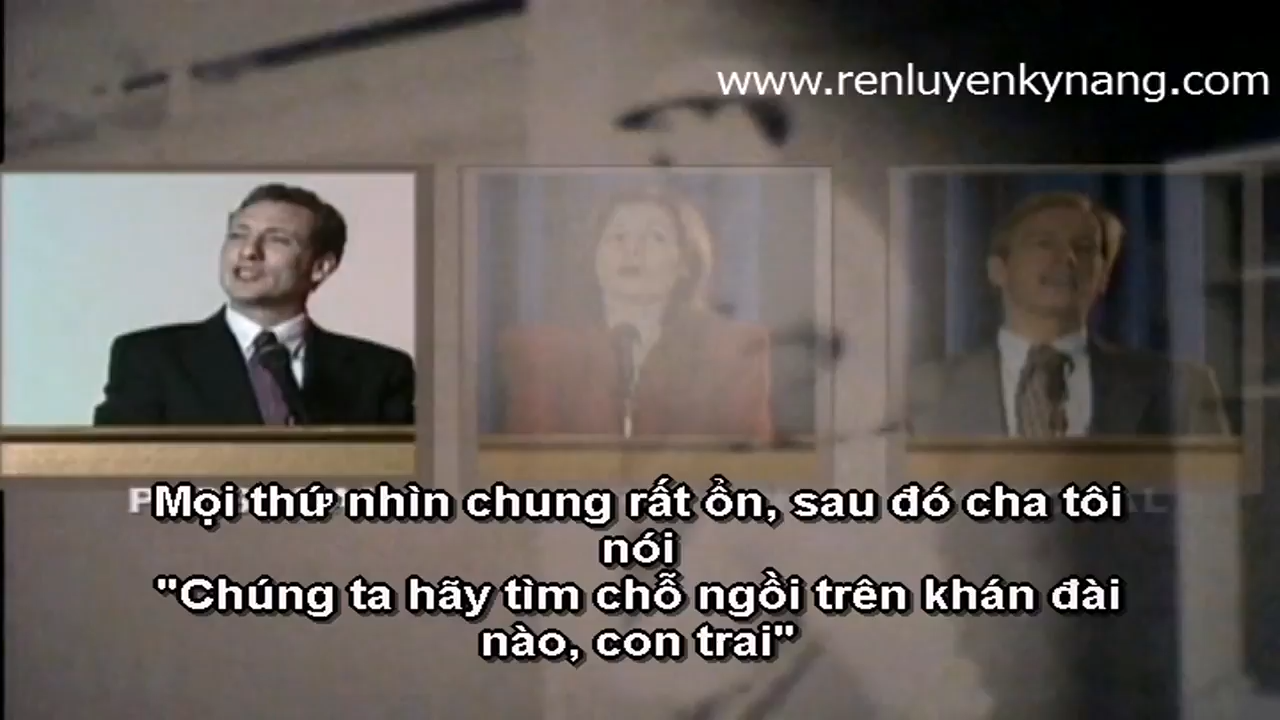 www.renluyenkynang.com
Mọi thứ nhìn chung rất ổn, sau đó cha tôi
nói
"Chúng ta hãy tìm chỗ ngồi trên khán đài
nào, con trai"